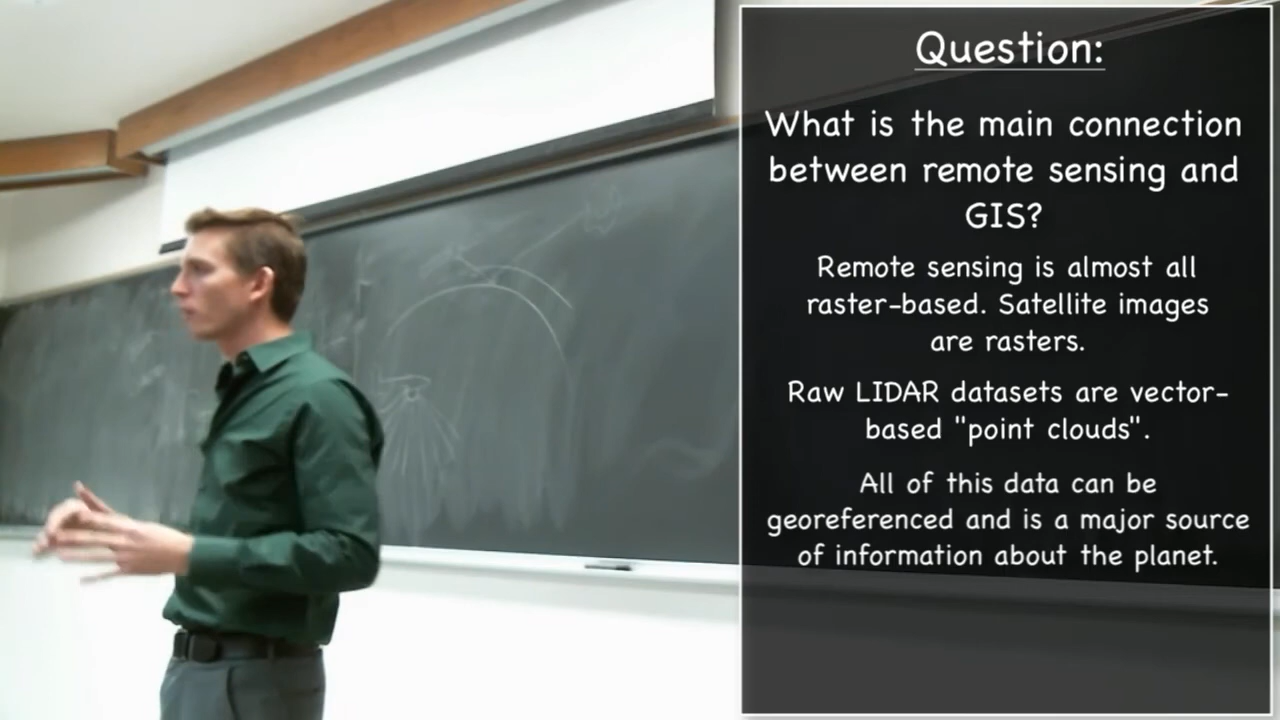 Question:
What is the main connection
between remote sensing and
GIS?
Remote sensing is almost all
raster-based. Satellite images
are rasters.
Raw LIDAR datasets are vector-
based "point clouds".
All of this data can be
georeferenced and is a major source
of information about the planet.